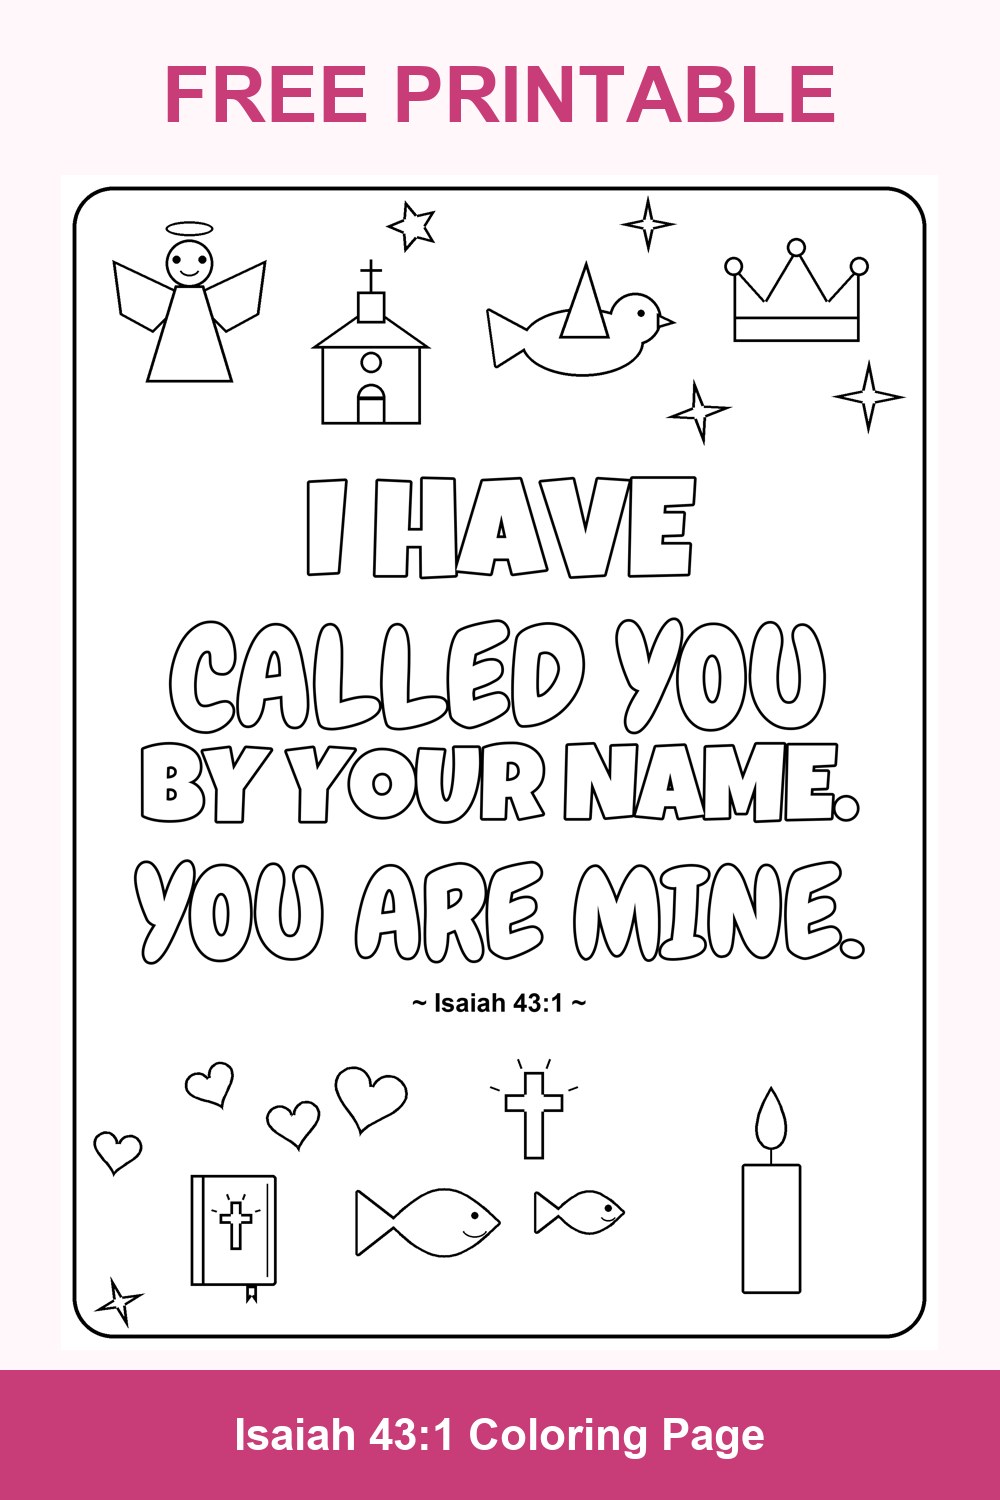 FREE PRINTABLE
I HAVE
CALLED YOU
BY YOUR NAME.
YOU ARE MINE.
~ Isaiah 43:1 ~
Isaiah 43:1 Coloring Page